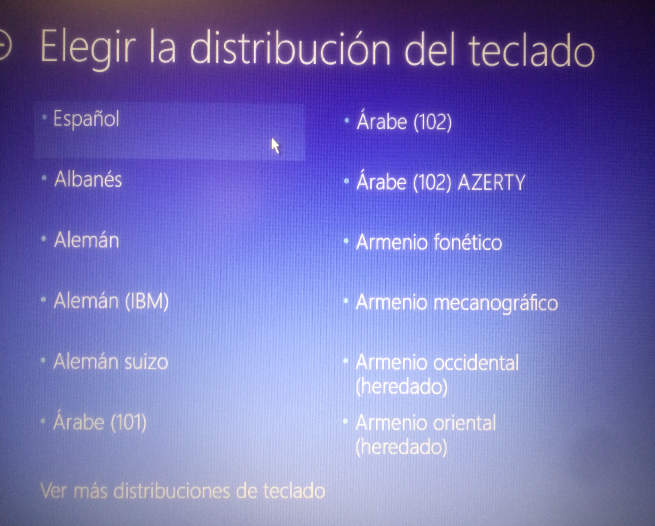 Elegir la distribución del teclado
Español
Albanés
Alemán
Alemán (IBM)
Alemán suizo
Árabe (101)
Árabe (102)
Árabe (102) AZERTY
Armenio fonético
Armenio mecanográfico
Armenio occidental
(heredado)
Armenio oriental
(heredado)
Ver más distribuciones de teclado